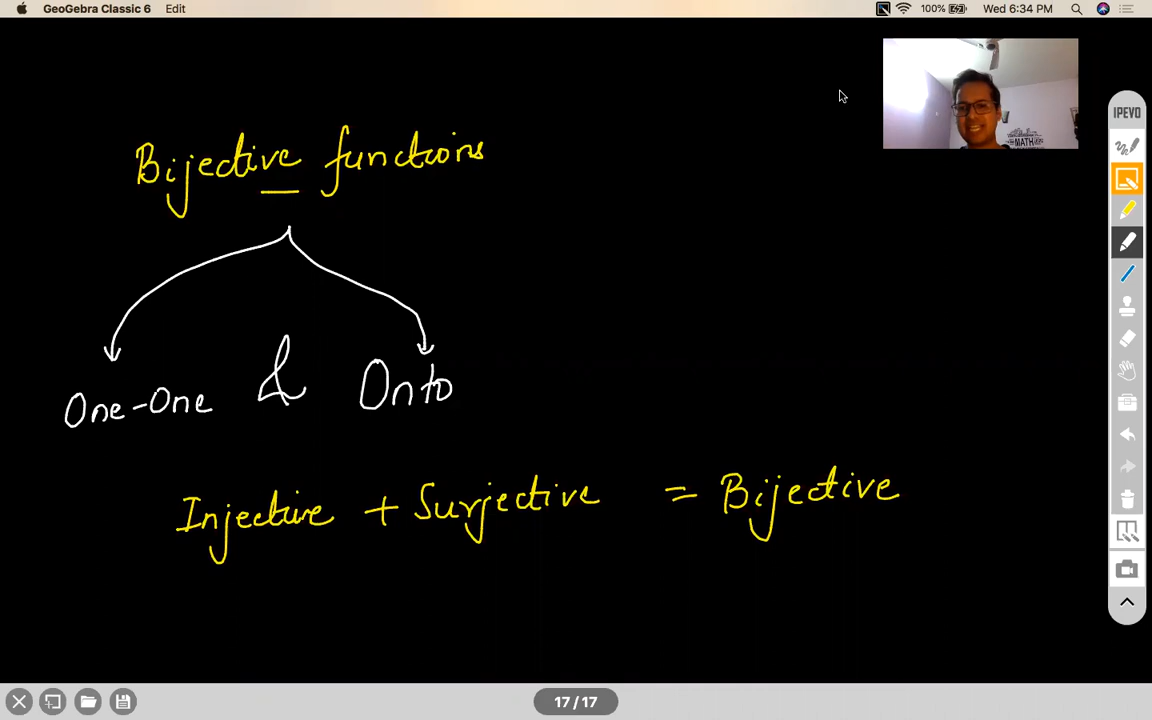 GeoGebra Classic 6 Edit 100% Wed 6:34 PM
IPEVO
MATH
Bijective functions
One-One & Onto
Injective + Surjective = Bijective
17/17